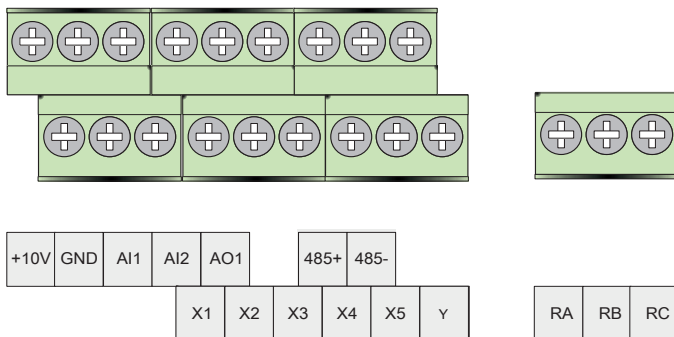 +10V GND AI1 AI2 AO1 485+ 485-
X1 X2 X3 X4 X5 Y RA RB RC